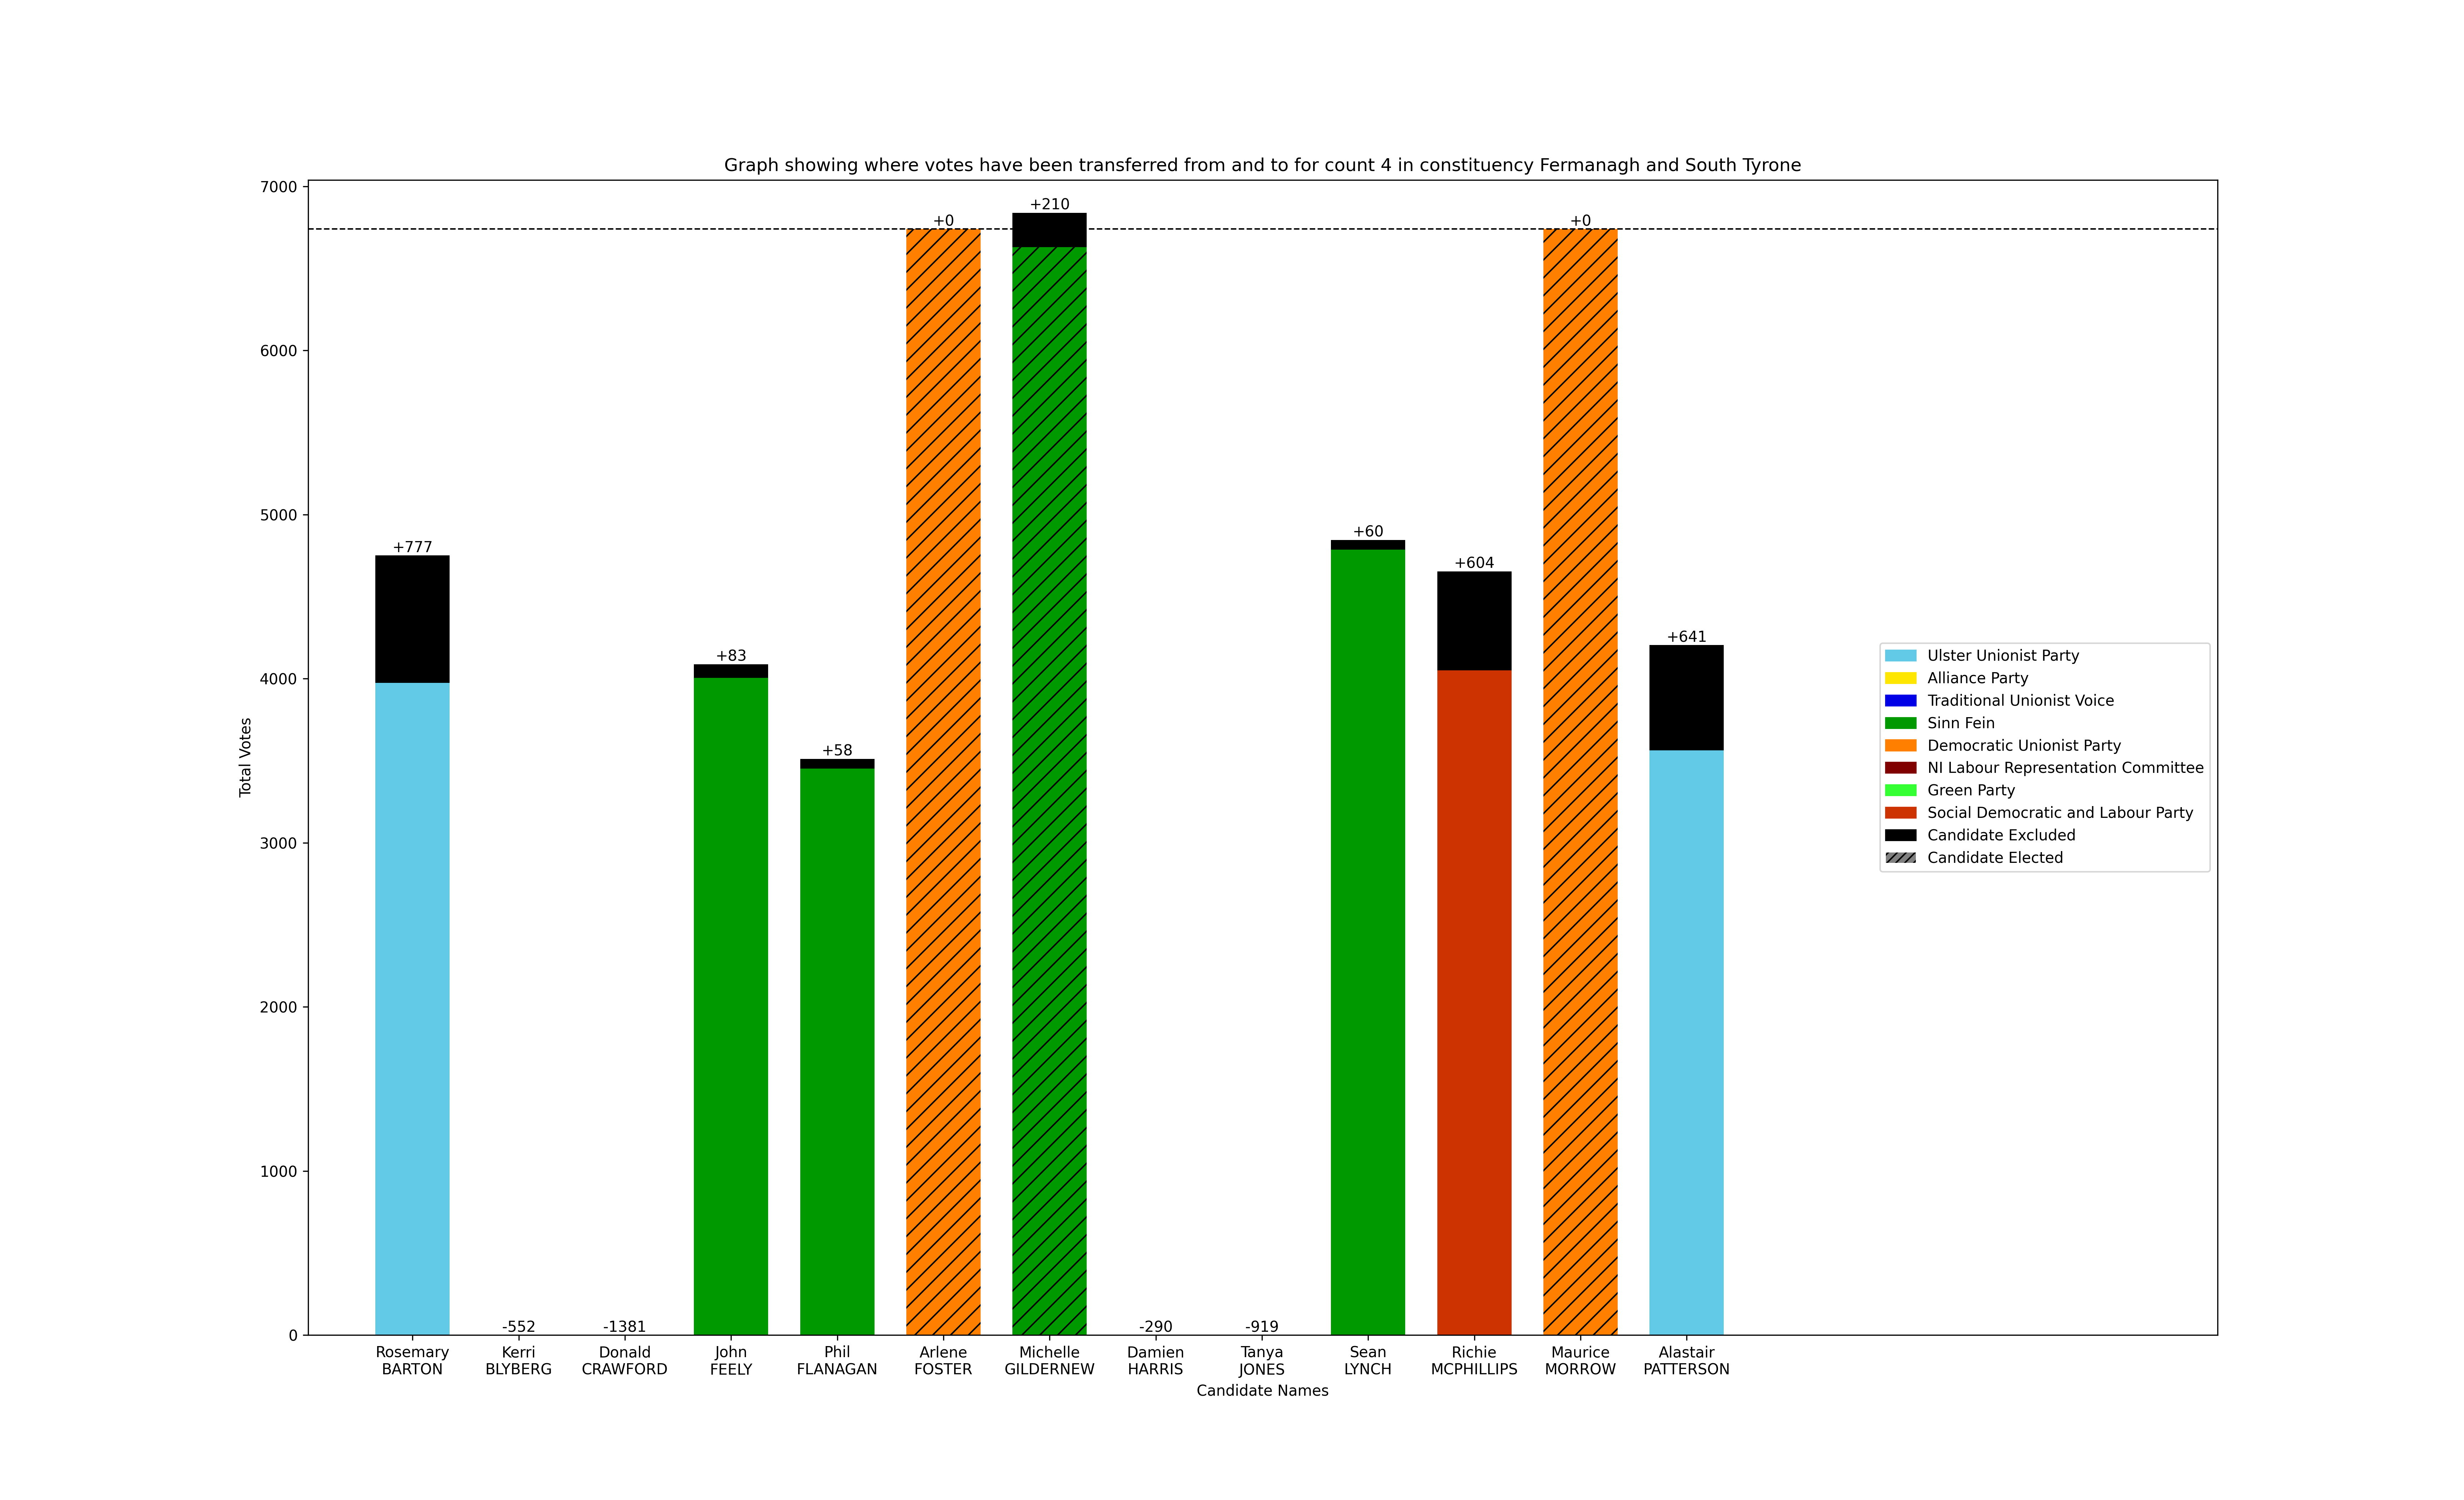 Graph showing where votes have been transferred from and to for count 4 in constituency Fermanagh and South Tyrone
7000
6000
5000
4000
3000
2000
1000
0
Total Votes
+777
-552
-1381
+83
+58
+0
+210
-290
-919
+60
+604
+0
+641
Ulster Unionist Party
Alliance Party
Traditional Unionist Voice
Sinn Fein
Democratic Unionist Party
NI Labour Representation Committee
Green Party
Social Democratic and Labour Party
Candidate Excluded
Candidate Elected
Rosemary
BARTON
Kerri
BLYBERG
Donald
CRAWFORD
John
FEELY
Phil
FLANAGAN
Arlene
FOSTER
Michelle
GILDERNEW
Damien
HARRIS
Tanya
JONES
Sean
LYNCH
Richie
MCPHILLIPS
Maurice
MORROW
Alastair
PATTERSON
Candidate Names